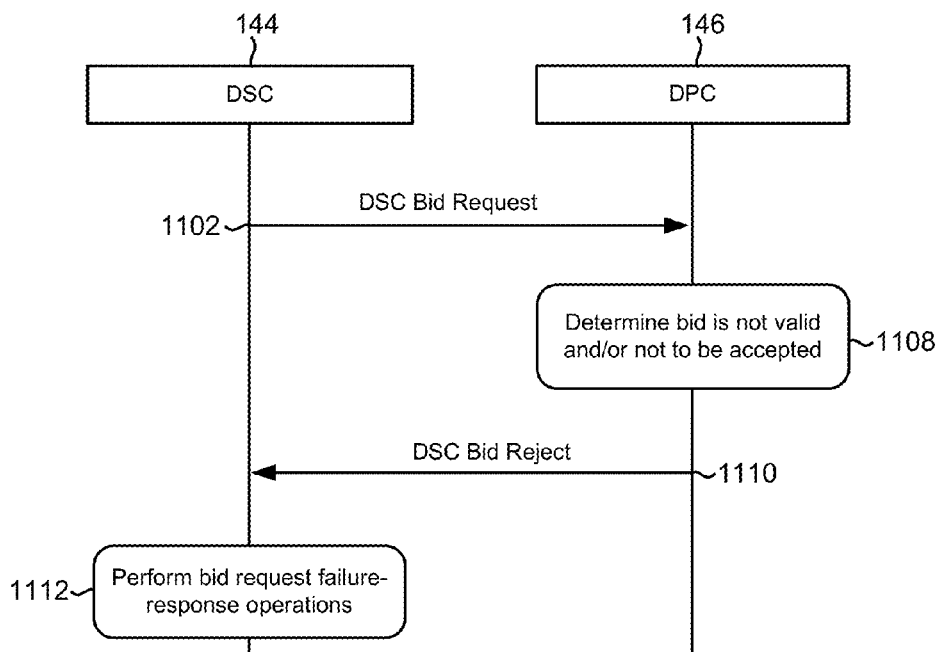 144
146
DSC
DPC
DSC Bid Request
1102
Determine bid is not valid
and/or not to be accepted
1108
DSC Bid Reject
1110
1112
Perform bid request failure-
response operations